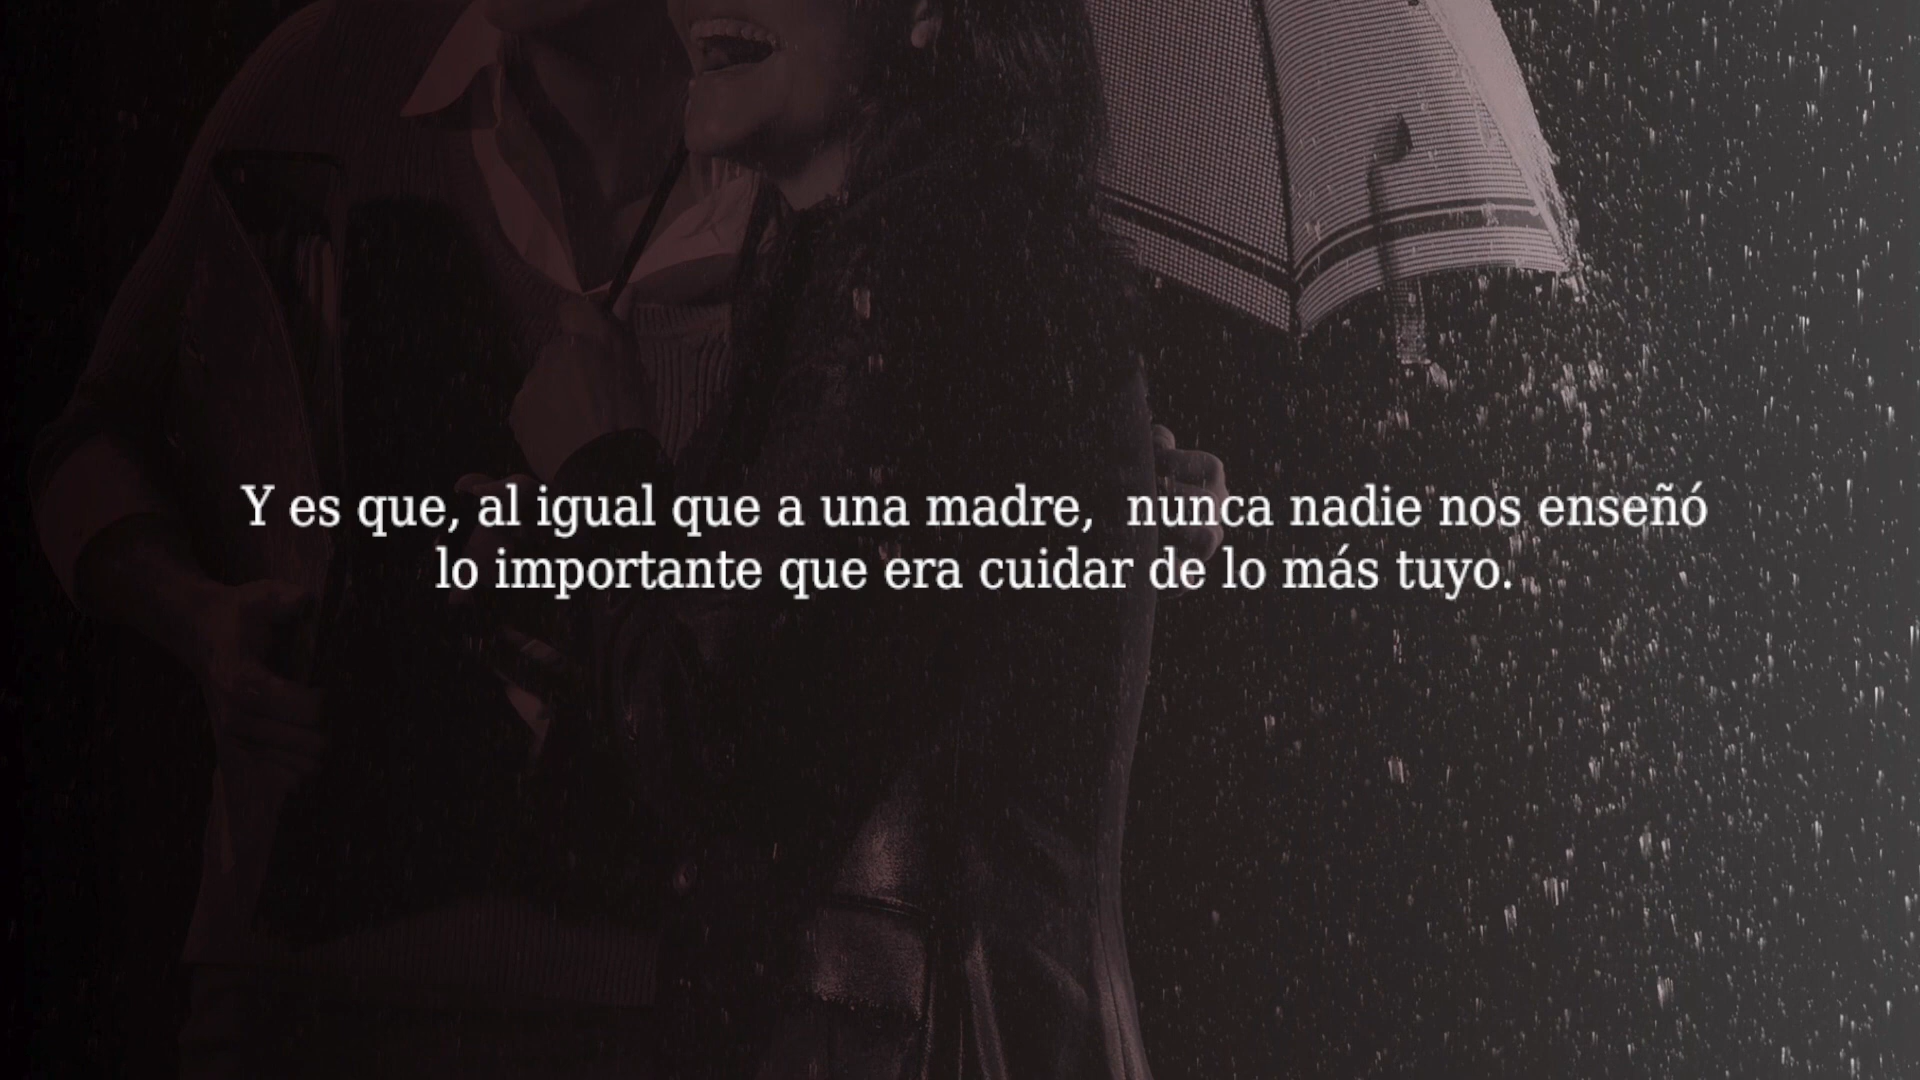 Y es que, al igual que a una madre,  nunca nadie nos enseñó
lo importante que era cuidar de lo más tuyo.